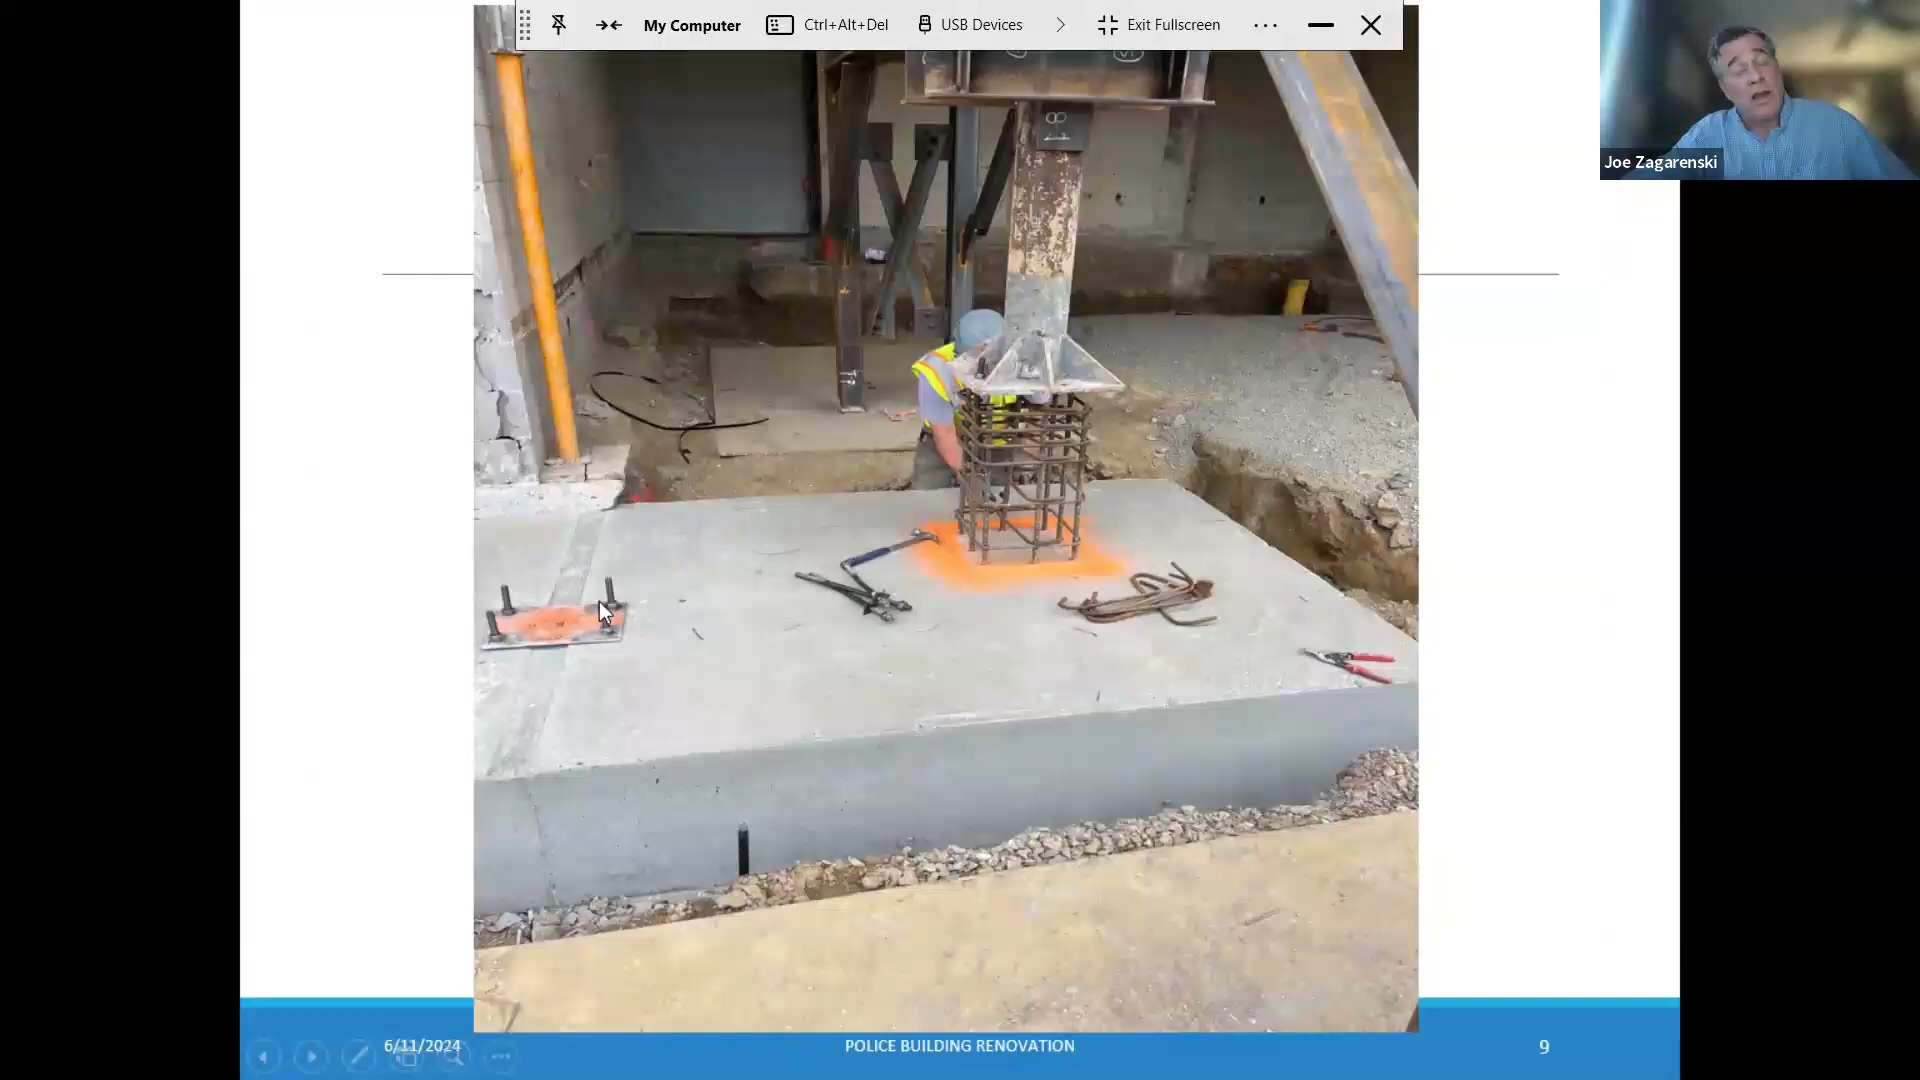 My Computer
Ctrl+Alt+Del
USB Devices
Exit Fullscreen
Joe Zagarenski
6/11/2024
POLICE BUILDING RENOVATION
9